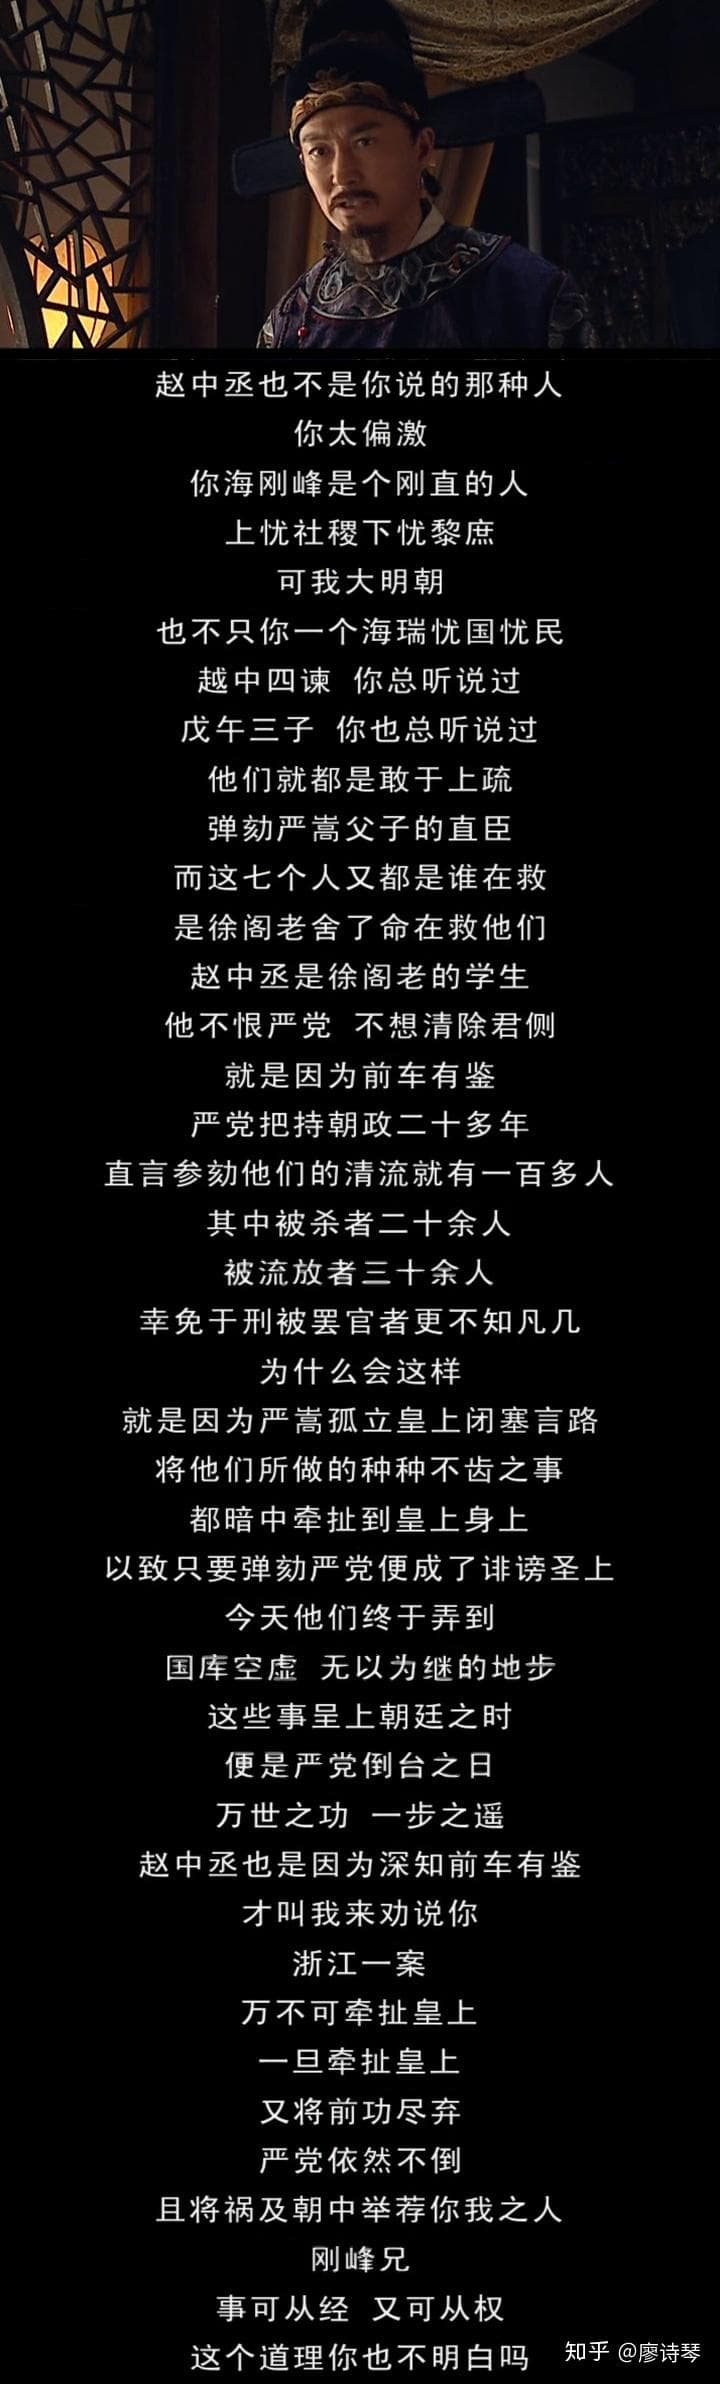 赵中丞也不是你说的那种人
你太偏激
你海刚峰是个刚直的人
上忧社稷下忧黎庶
可我大明朝
也不只你一个海瑞忧国忧民
越中四谏 你总听说过
戊午三子 你也总听说过
他们就都是敢于上疏
弹劾严嵩父子的直臣
而这七个人又都是谁在救
是徐阁老舍了命在救他们
赵中丞是徐阁老的学生
他不恨严党 不想清除君侧
就是因为前车有鉴
严党把持朝政二十多年
直言参劾他们的清流就有一百多人
其中被杀者二十余人
被流放者三十余人
幸免于刑被罢官者更不知凡几
为什么会这样
就是因为严嵩孤立皇上闭塞言路
将他们所做的种种不齿之事
都暗中牵扯到皇上身上
以致只要弹劾严党便成了诽谤圣上
今天他们终于弄到
国库空虚 无以为继的地步
这些事呈上朝廷之时
便是严党倒台之日
万世之功 一步之遥
赵中丞也是因为深知前车有鉴
才叫我来劝说你
浙江一案
万不可牵扯皇上
一旦牵扯皇上
又将前功尽弃
严党依然不倒
且将祸及朝中举荐你我之人
刚峰兄
事可从经 又可从权
这个道理你也不明白吗
知乎 @廖诗琴